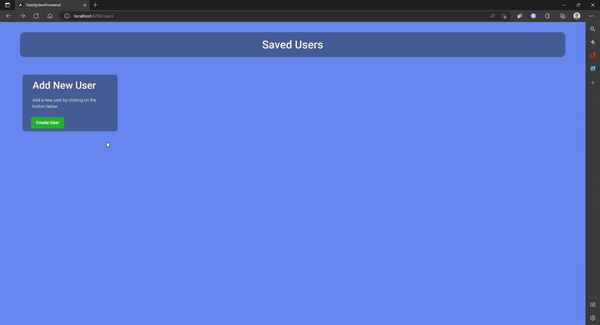 UserSystemFrontend
localhost:4200/users
Saved Users
Add New User
Add a new user by clicking on the
button below
Create User